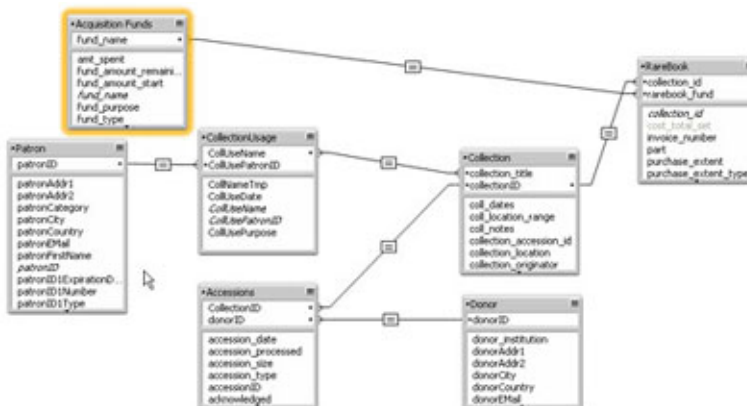 Acquisition Funds
Fund_name
amt_spent
Fund_amount_remaini...
Fund_amount_start
fund_name
Fund_purpose
Fund_type
RareBook
collection_id
rarebook_fund
collection_id
cost_total_set
invoice_number
part
purchase_extent
purchase_extent_type
Patron
patronID
patronAddr1
patronAddr2
patronCategory
patronCity
patronCountry
patronEMail
patronFirstName
patronID
patronID1ExpirationD...
patronID1Number
patronID1Type
CollectionUsage
CollUseName
CollUsePatronID
CollNameTmp
CollUseDate
CollUseName
CollUsePatronID
CollUsePurpose
Collection
collection_title
collectionID
coll_dates
coll_location_range
coll_notes
collection_accession_id
collection_location
collection_originator
Accessions
CollectionID
donorID
accession_date
accession_processed
accession_size
accession_type
accessionID
acknowledged
Donor
donorID
donor_institution
donorAddr1
donorAddr2
donorCity
donorCountry
donorEMail